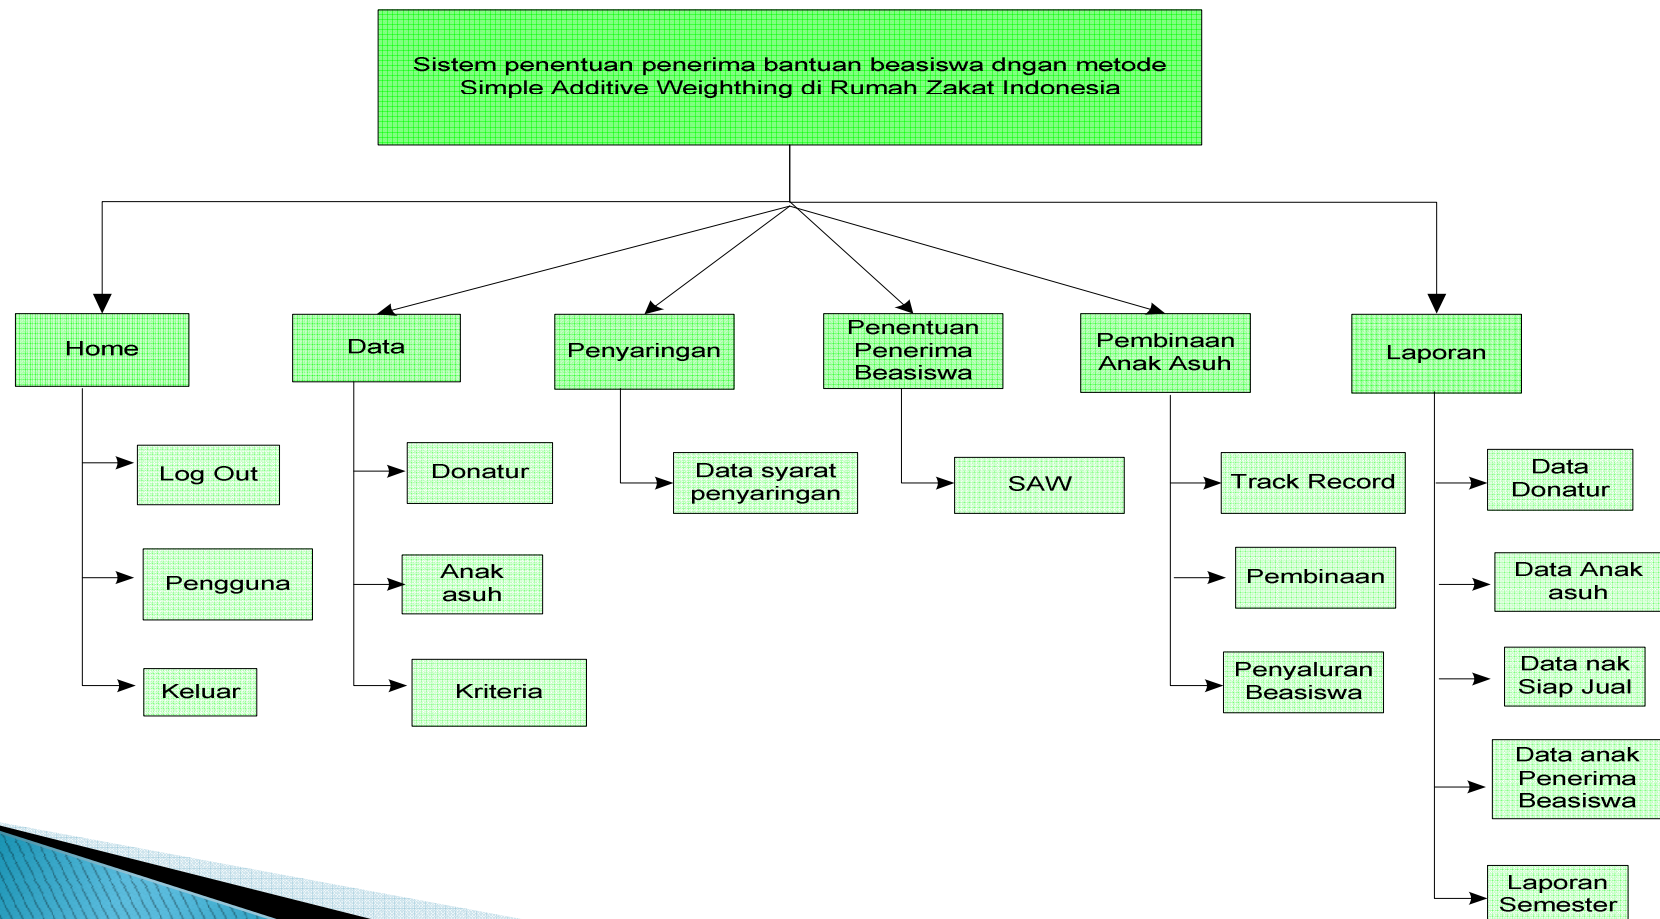 Sistem penentuan penerima bantuan beasiswa dngan metode
Simple Additive Weighthing di Rumah Zakat Indonesia
Home
Data
Penyaringan
Penentuan
Penerima
Beasiswa
Pembinaan
Anak Asuh
Laporan
Log Out
Pengguna
Keluar
Donatur
Anak
asuh
Kriteria
Data syarat
penyaringan
SAW
Track Record
Pembinaan
Penyaluran
Beasiswa
Data
Donatur
Data Anak
asuh
Data nak
Siap Jual
Data anak
Penerima
Beasiswa
Laporan
Semester